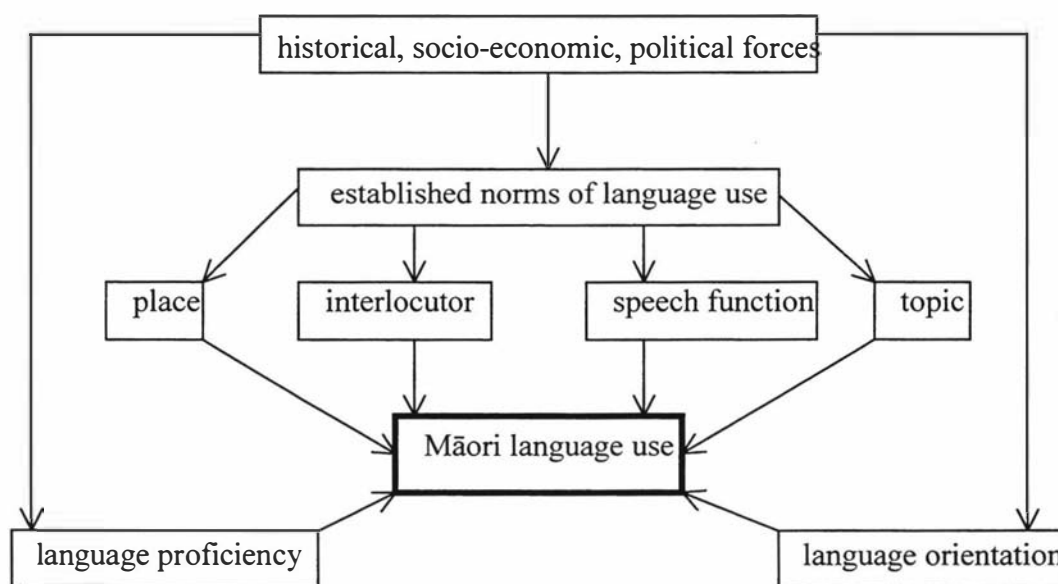 historical, socio-economic, political forces
established norms of language use
place
interlocutor
speech function
topic
Māori language use
language proficiency
language orientation